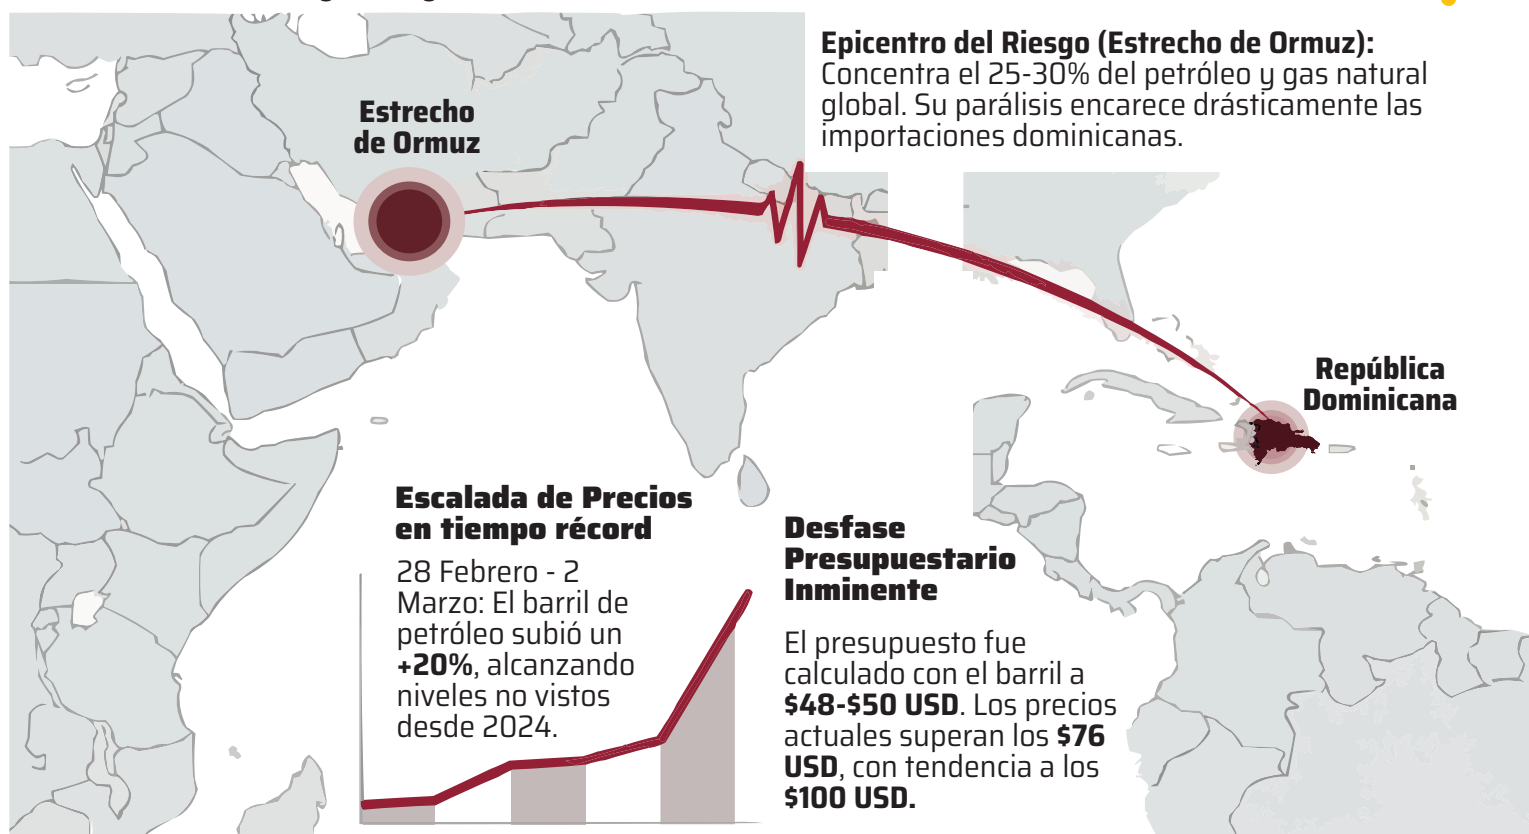 Epicentro del Riesgo (Estrecho de Ormuz):
Concentra el 25-30% del petróleo y gas natural
global. Su parálisis encarece drásticamente las
importaciones dominicanas.
Estrecho
de Ormuz
República
Dominicana
Escalada de Precios
en tiempo récord
28 Febrero - 2
Marzo: El barril de
petróleo subió un
+20%, alcanzando
niveles no vistos
desde 2024.
Desfase
Presupuestario
Inminente
El presupuesto fue
calculado con el barril a
$48-$50 USD. Los precios
actuales superan los $76
USD, con tendencia a los
$100 USD.